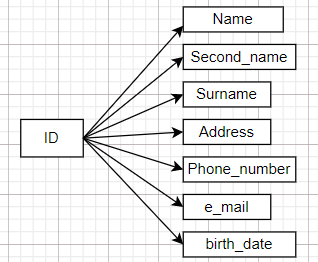 Name
Second_name
Surname
ID
Address
Phone_number
e_mail
birth_date